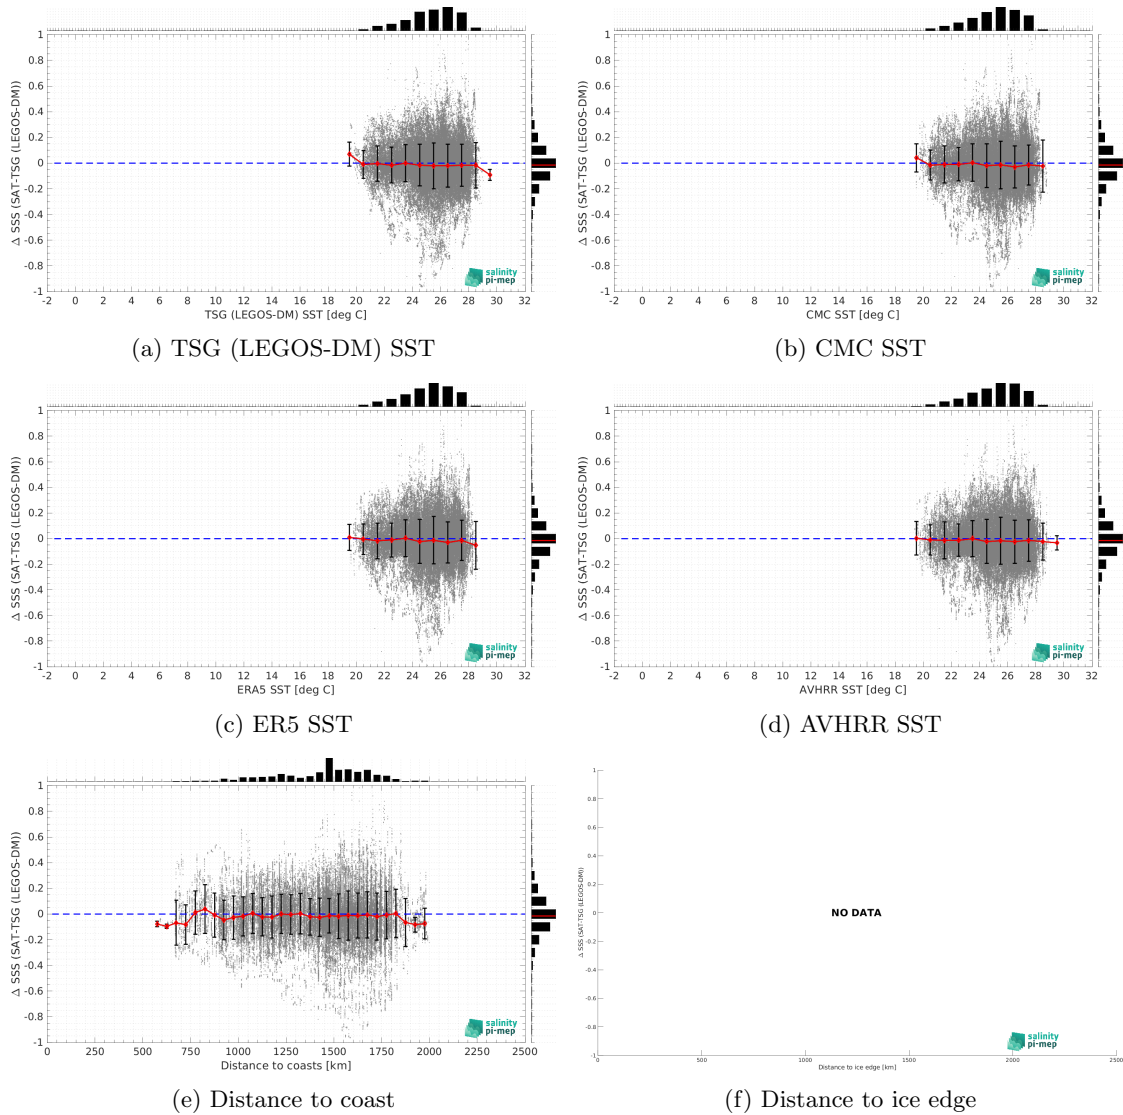 1
0.8
0.6
0.4
0.2
0
-0.2
-0.4
-0.6
-0.8
-1
Δ SSS (SAT-TSG (LEGOS-DM))
-2 0 2 4 6 8 10 12 14 16 18 20 22 24 26 28 30 32
TSG (LEGOS-DM) SST [deg C]
salinity
pi-mep
(a) TSG (LEGOS-DM) SST
1
0.8
0.6
0.4
0.2
0
-0.2
-0.4
-0.6
-0.8
-1
Δ SSS (SAT-TSG (LEGOS-DM))
-2 0 2 4 6 8 10 12 14 16 18 20 22 24 26 28 30 32
CMC SST [deg C]
salinity
pi-mep
(b) CMC SST
1
0.8
0.6
0.4
0.2
0
-0.2
-0.4
-0.6
-0.8
-1
Δ SSS (SAT-TSG (LEGOS-DM))
-2 0 2 4 6 8 10 12 14 16 18 20 22 24 26 28 30 32
ERA5 SST [deg C]
salinity
pi-mep
(c) ER5 SST
1
0.8
0.6
0.4
0.2
0
-0.2
-0.4
-0.6
-0.8
-1
Δ SSS (SAT-TSG (LEGOS-DM))
-2 0 2 4 6 8 10 12 14 16 18 20 22 24 26 28 30 32
AVHRR SST [deg C]
salinity
pi-mep
(d) AVHRR SST
1
0.8
0.6
0.4
0.2
0
-0.2
-0.4
-0.6
-0.8
-1
Δ SSS (SAT-TSG (LEGOS-DM))
0 250 500 750 1000 1250 1500 1750 2000 2250 2500
Distance to coasts [km]
salinity
pi-mep
(e) Distance to coast
1
0.8
0.6
0.4
0.2
0
-0.2
-0.4
-0.6
-0.8
-1
Δ SSS (SAT-TSG (LEGOS-DM))
NO DATA
0 500 1000 1500 2000 2500
Distance to ice edge [km]
salinity
pi-mep
(f) Distance to ice edge